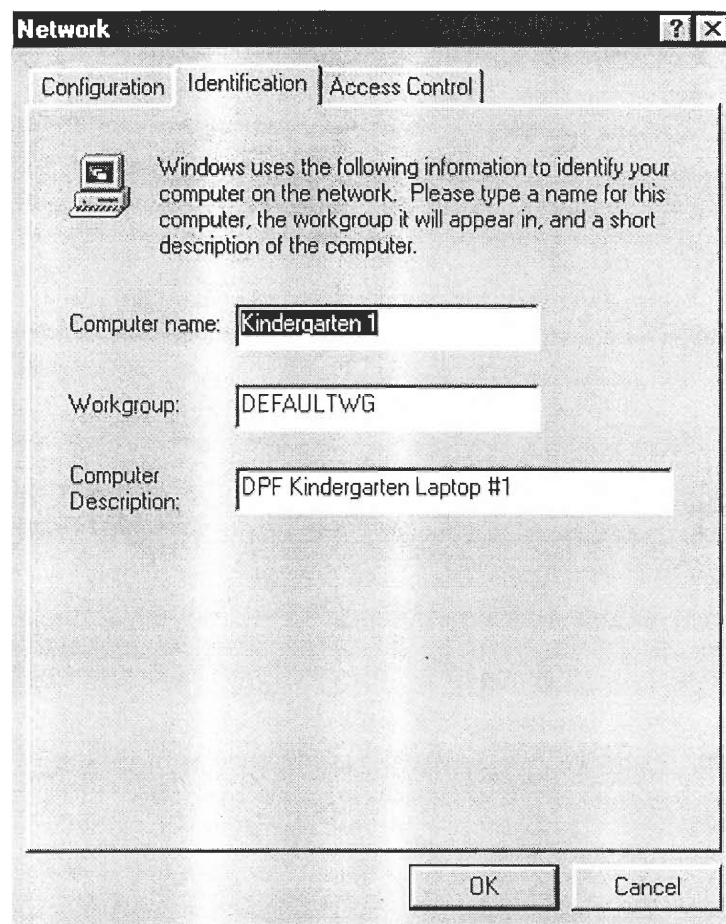 Network
Configuration Identification Access Control
Windows uses the following information to identify your
computer on the network. Please type a name for this
computer, the workgroup it will appear in, and a short
description of the computer.
Computer name: Kindergarten 1
Workgroup: DEFAULTWG
Computer
Description: DPF Kindergarten Laptop #1
OK Cancel